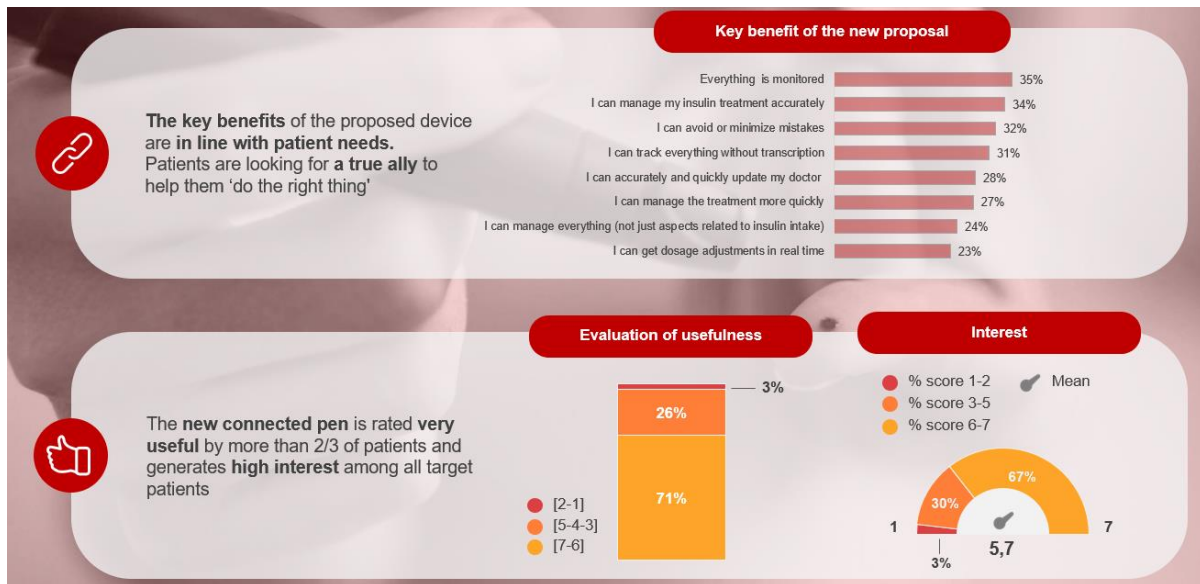 Key benefit of the new proposal
The key benefits of the proposed device
are in line with patient needs.
Patients are looking for a true ally to
help them ‘do the right thing’
Everything is monitored 35%
I can manage my insulin treatment accurately 34%
I can avoid or minimize mistakes 32%
I can track everything without transcription 31%
I can accurately and quickly update my doctor 28%
I can manage the treatment more quickly 27%
I can manage everything (not just aspects related to insulin intake) 24%
I can get dosage adjustments in real time 23%
The new connected pen is rated very
useful by more than 2/3 of patients and
generates high interest among all target
patients
Evaluation of usefulness
3%
26%
71%
[2-1]
[5-4-3]
[7-6]
Interest
% score 1-2 Mean
% score 3-5
% score 6-7
67%
30%
1 7
3%
5,7